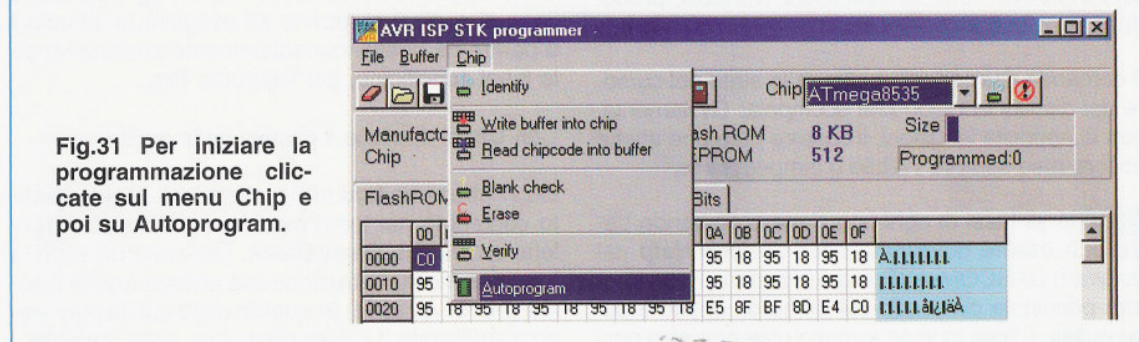 Fig.31 Per iniziare la
programmazione clic-
cate sul menu Chip e
poi su Autoprogram.
AVR ISP STK programmer
File Buffer Chip
Identify
Write buffer into chip
Read chipcode into buffer
Blank check
Erase
Verify
Autoprogram
Chip ATmega8535
Manufacto
Chip
ash ROM 8 KB
EPROM 512
Size
Programmed:0
FlashROM
Bits
00 0A 0B 0C 0D 0E 0F
0000 C0 95 18 95 18 95 18
0010 95 95 18 95 18 95 18
0020 95 18 95 18 95 18 95 18 95 18 E5 8F BF 8D E4 C0